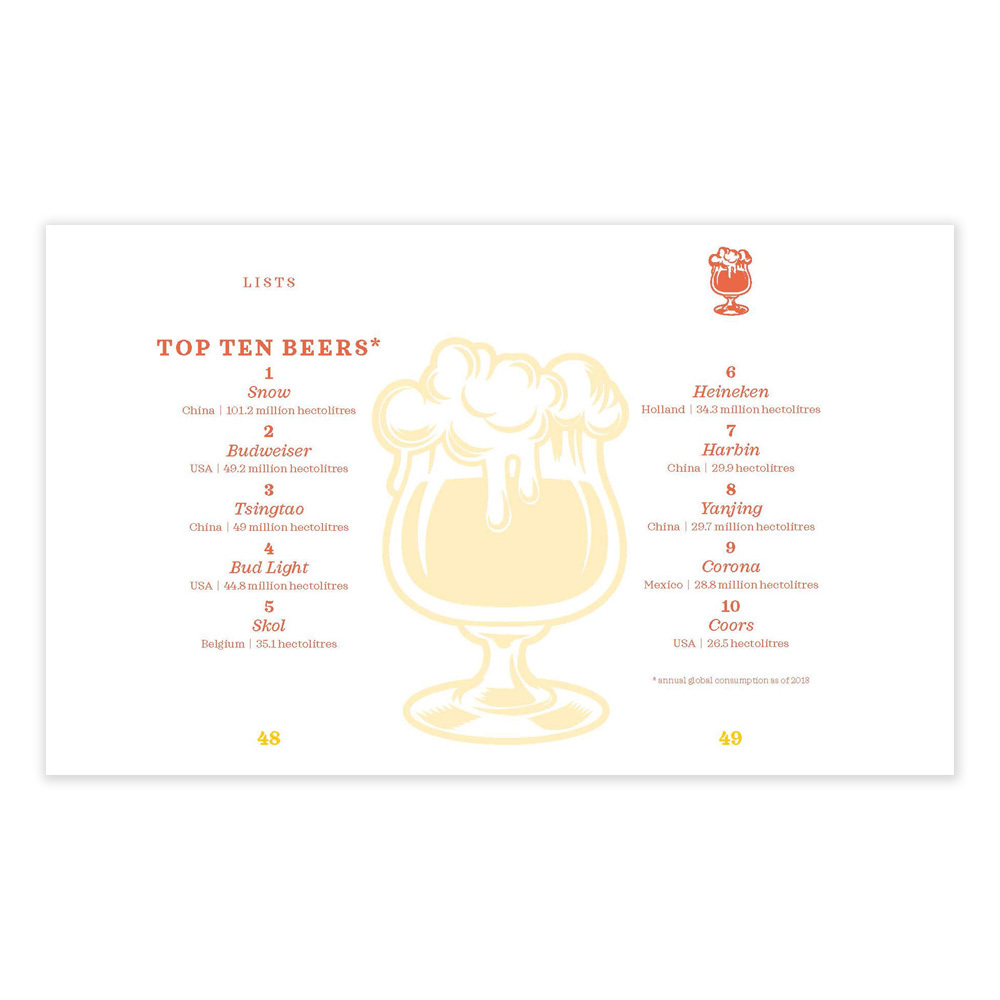 LISTS
TOP TEN BEERS*
1
Snow
China | 101.2 million hectolitres
2
Budweiser
USA | 49.2 million hectolitres
3
Tsingtao
China | 49 million hectolitres
4
Bud Light
USA | 44.8 million hectolitres
5
Skol
Belgium | 35.1 hectolitres
48
6
Heineken
Holland | 34.3 million hectolitres
7
Harbin
China | 29.9 hectolitres
8
Yanjing
China | 29.7 million hectolitres
9
Corona
Mexico | 28.8 million hectolitres
10
Coors
USA | 26.5 hectolitres
* annual global consumption as of 2018
49